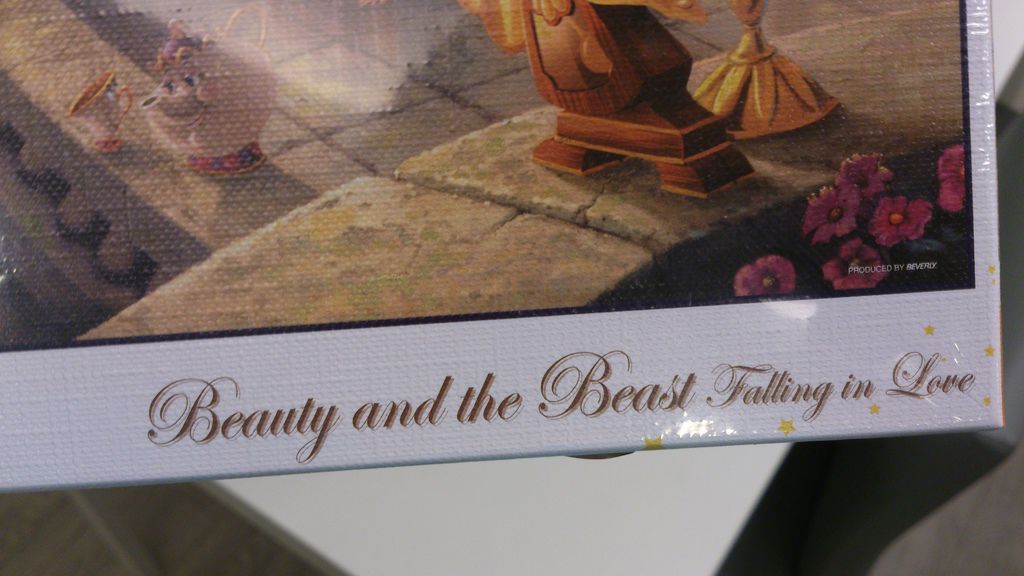 PRODUCED BY BEVERLY
Beauty and the Beast Falling in Love